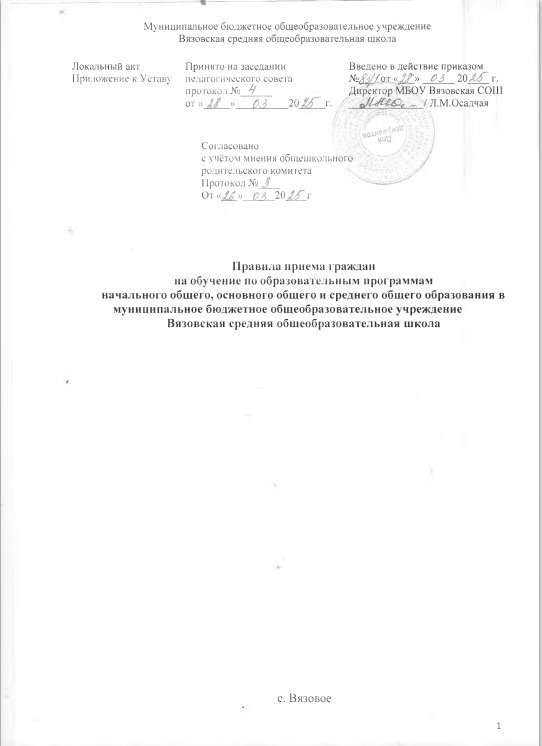 Муниципальное бюджетное общеобразовательное учреждение
Вязовская средняя общеобразовательная школа
Локальный акт
Приложение к Уставу
Принято на заседании
педагогического совета
протокол № 4
от « 28 » 03 2025 г.
Введено в действие приказом
№ от «28» 03 2025 г.
Директор МБОУ Вязовская СОШ
/ Л.М.Осадчая
Согласовано
с учётом мнения общешкольного
родительского комитета
Протокол № 3
От «26» 03 2025 г
Правила приема граждан
на обучение по образовательным программам
начального общего, основного общего и среднего общего образования в
муниципальное бюджетное общеобразовательное учреждение
Вязовская средняя общеобразовательная школа
с. Вязовое
1